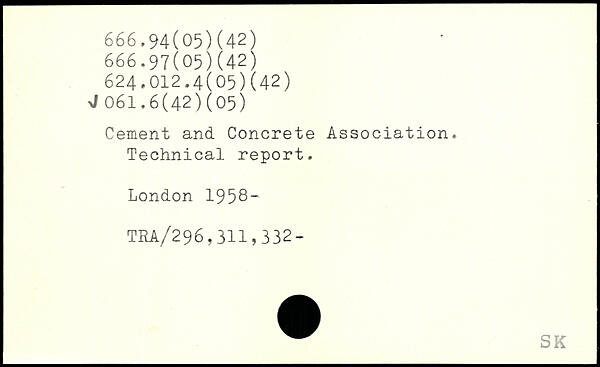 666.94(05)(42)
666.97(05)(42)
624.012.4(05)(42)
✓061.6(42)(05)
Cement and Concrete Association.
Technical report.
London 1958-
TRA/296,311,332-
SK